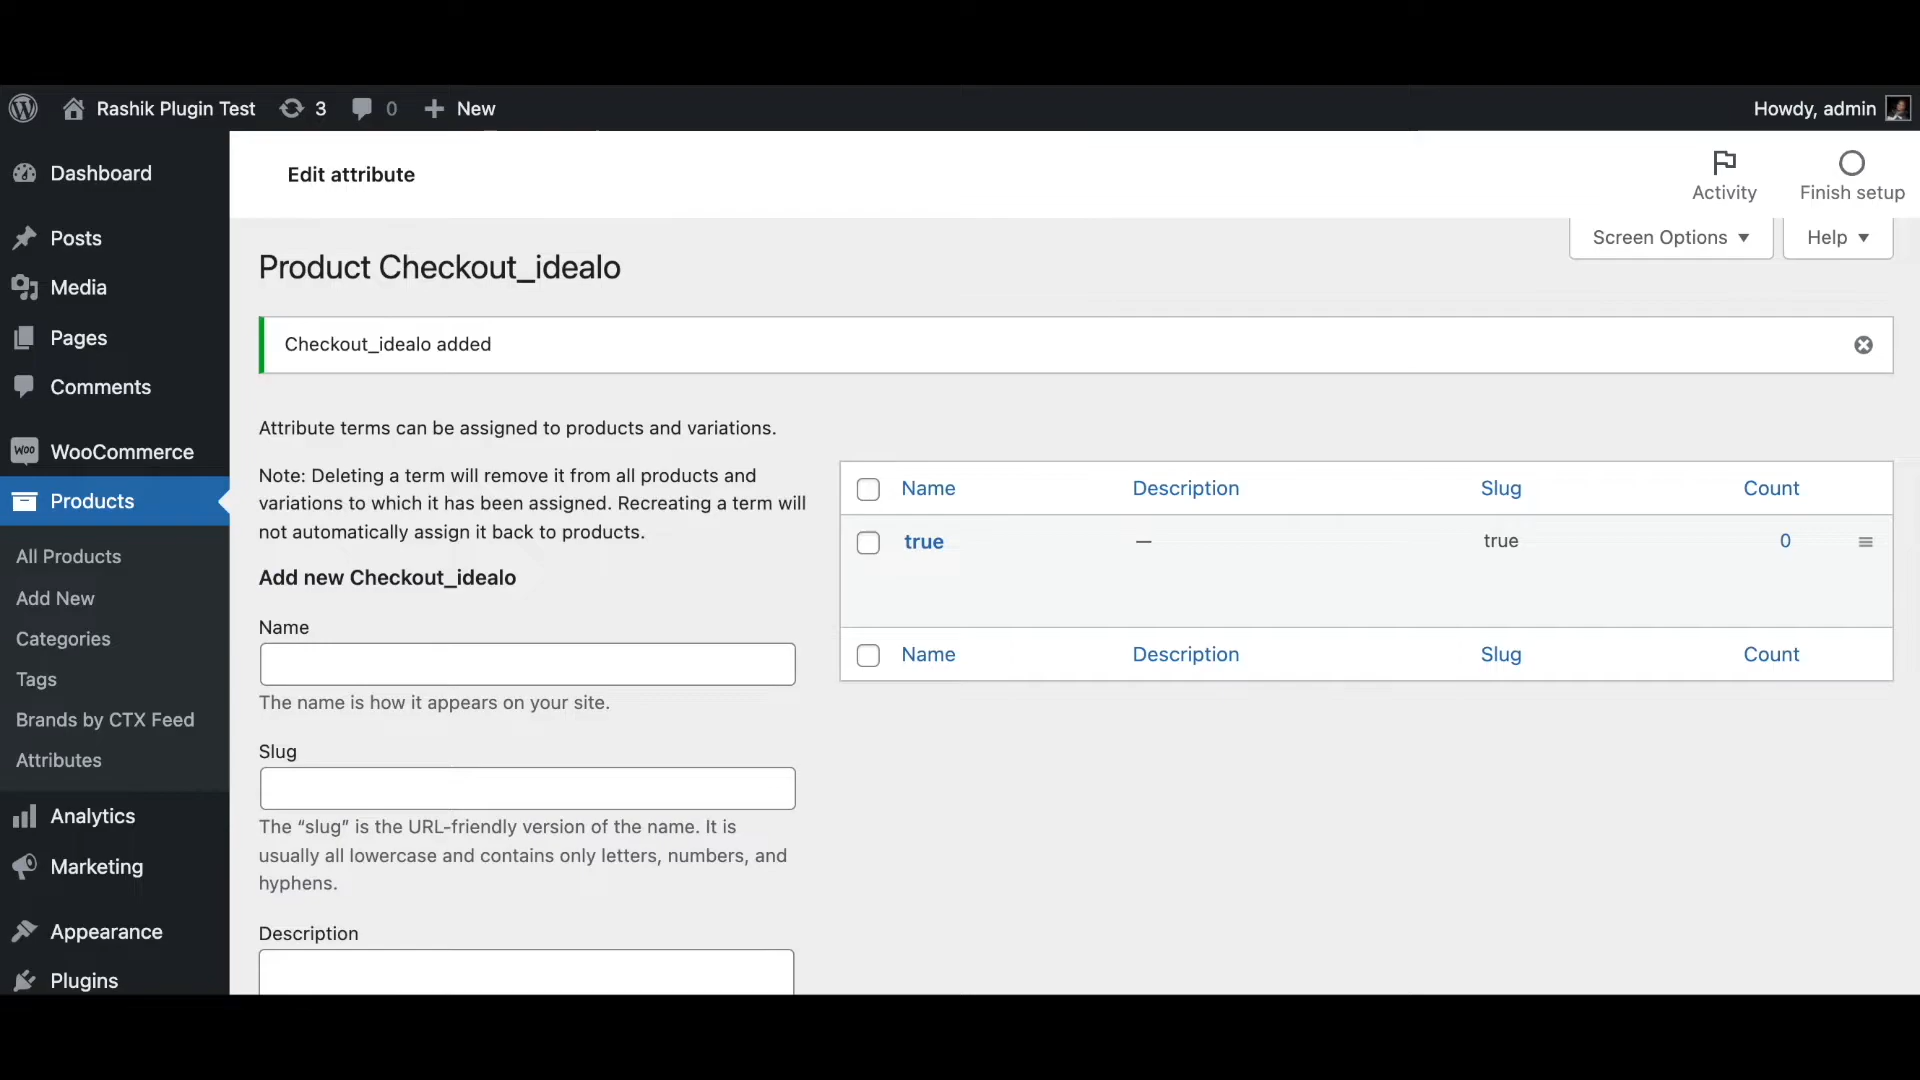 Rashik Plugin Test 3 0 New Howdy, admin
Dashboard
Posts
Media
Pages
Comments
WOO WooCommerce
Products
All Products
Add New
Categories
Tags
Brands by CTX Feed
Attributes
Analytics
Marketing
Appearance
Plugins
Edit attribute
Activity
Finish setup
Screen Options ▼
Help ▼
Product Checkout_idealo
Checkout_idealo added
Attribute terms can be assigned to products and variations.
Note: Deleting a term will remove it from all products and
variations to which it has been assigned. Recreating a term will
not automatically assign it back to products.
Add new Checkout_idealo
Name
The name is how it appears on your site.
Slug
The “slug” is the URL-friendly version of the name. It is
usually all lowercase and contains only letters, numbers, and
hyphens.
Description
Name Description Slug Count
true — true 0
Name Description Slug Count